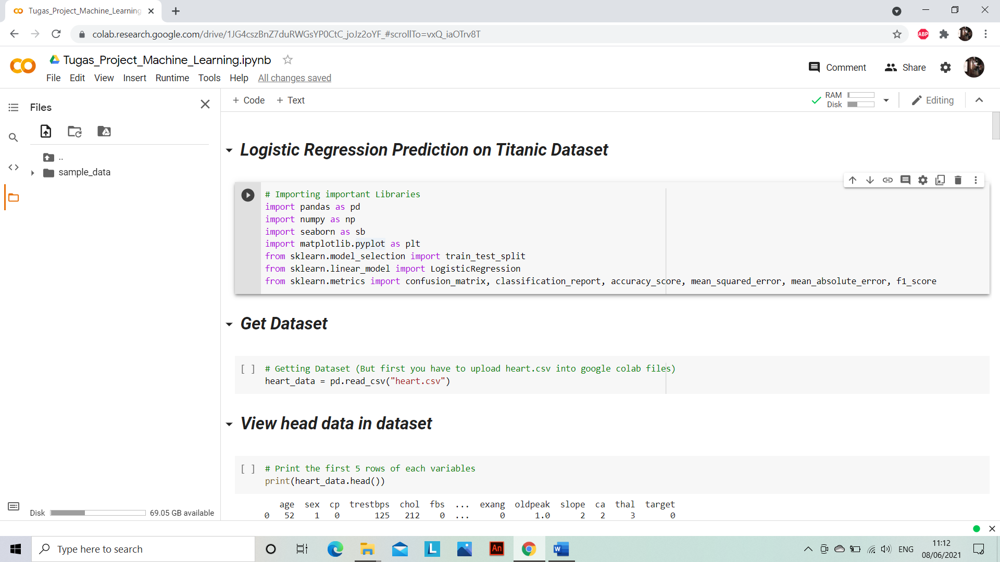 Tugas_Project_Machine_Learning
colab.research.google.com/drive/1JG4cszBnZ7duRWGsYP0CtC_joJz2oYF_#scrollTo=vxQ_iaOTrv8T
ABP
Tugas_Project_Machine_Learning.ipynb
Comment
Share
File Edit View Insert Runtime Tools Help All changes saved
Files
+ Code + Text
RAM
Disk
Editing
..
sample_data
Logistic Regression Prediction on Titanic Dataset
# Importing important Libraries
import pandas as pd
import numpy as np
import seaborn as sb
import matplotlib.pyplot as plt
from sklearn.model_selection import train_test_split
from sklearn.linear_model import LogisticRegression
from sklearn.metrics import confusion_matrix, classification_report, accuracy_score, mean_squared_error, mean_absolute_error, f1_score
Get Dataset
[ ] # Getting Dataset (But first you have to upload heart.csv into google colab files)
heart_data = pd.read_csv("heart.csv")
View head data in dataset
[ ] # Print the first 5 rows of each variables
print(heart_data.head())
age sex cp trestbps chol fbs ... exang oldpeak slope ca thal target
0 52 1 0 125 212 0 ... 0 1.0 2 2 3 0
Disk 69.05 GB available
Type here to search
L
An
W
ENG
11:12
08/06/2021